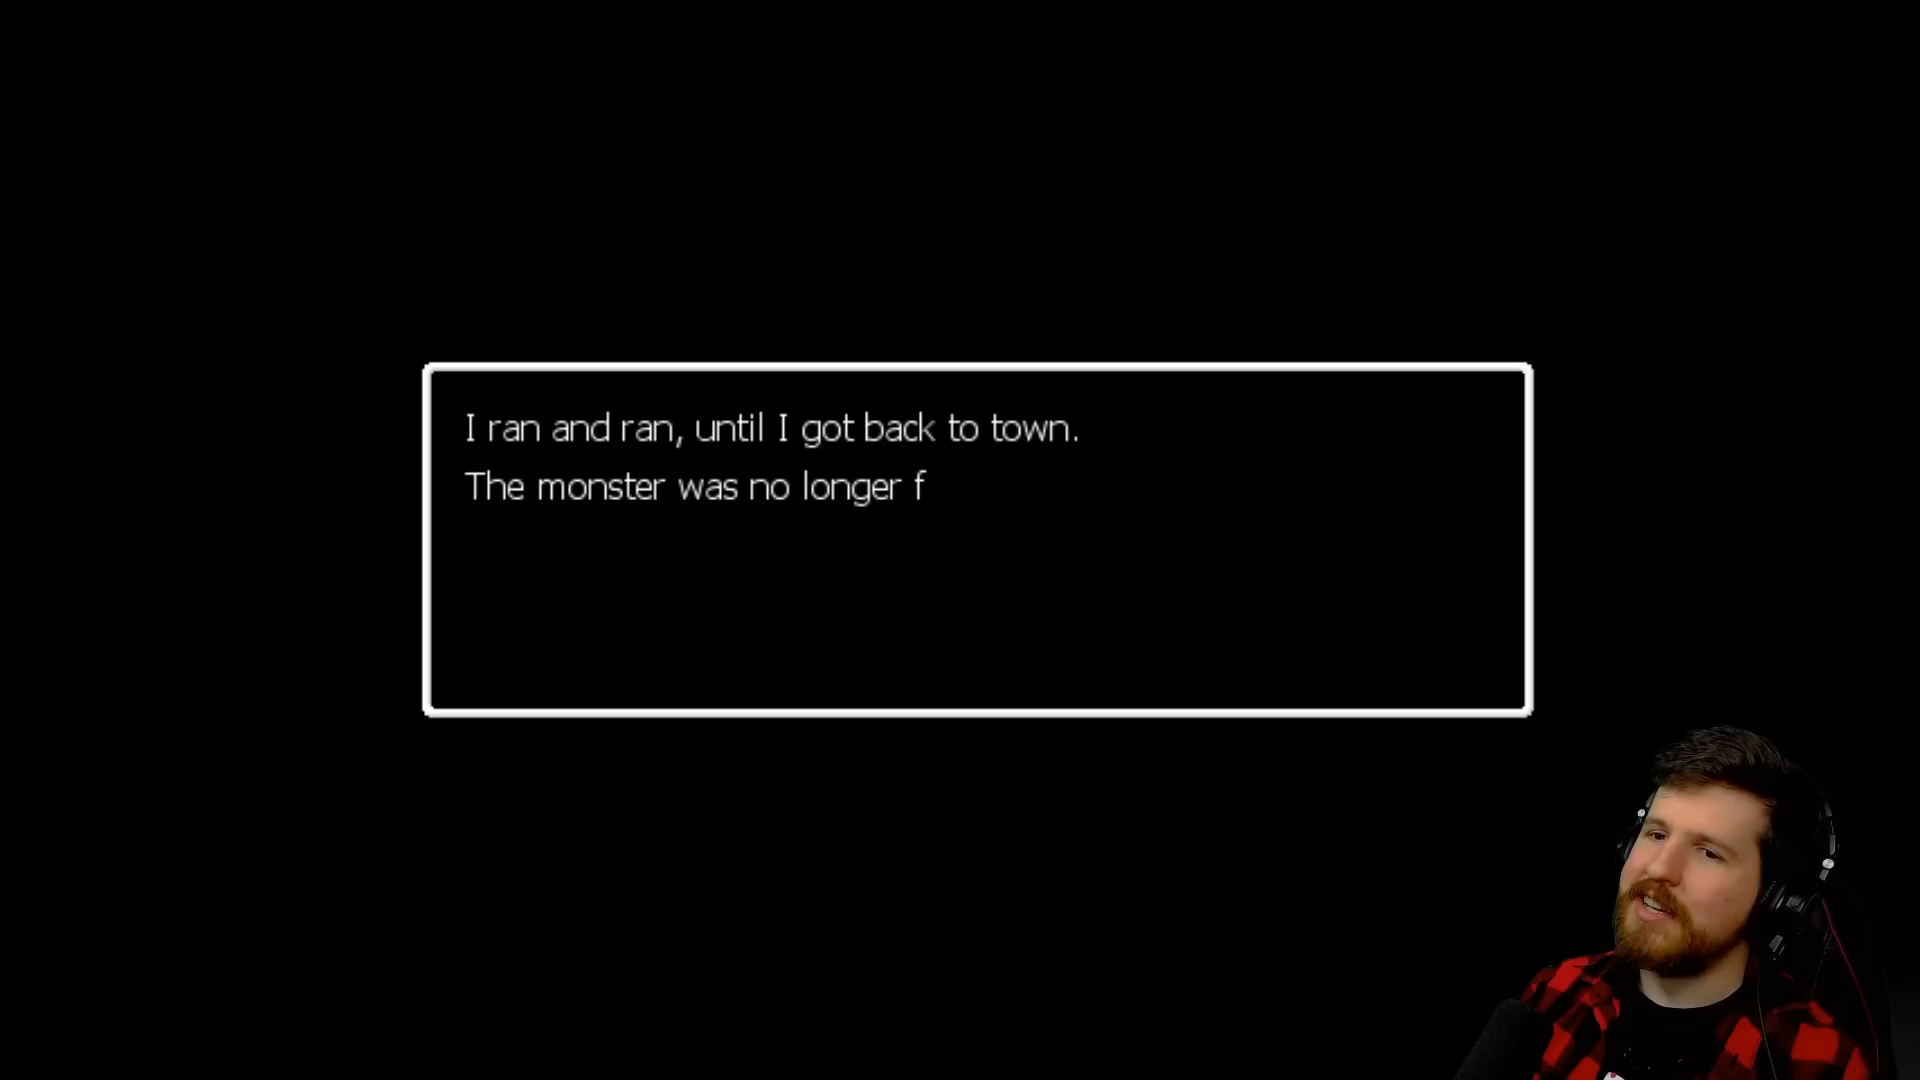 I ran and ran, until I got back to town.
The monster was no longer f